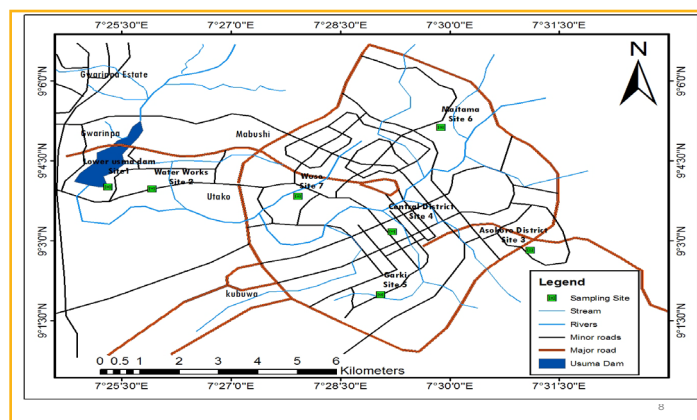 7°25'30"E 7°27'0"E 7°28'30"E 7°30'0"E 7°31'30"E
N
9°6'0"N 9°6'0"N
Gwarinpa Estate
Maitama
Site 6
Gwarinpa
Mabushi
9°4'30"N 9°4'30"N
Lower usma dam
Site1
Water Works
Site 2
Wuse
Site 7
Utako
Central District
Site 4
Asokoro District
Site 3
9°3'30"N 9°3'30"N
Garki
Site 5
kubuwa
9°1'30"N 9°1'30"N
Legend
Sampling Site
Stream
Rivers
Minor roads
Major road
Usuma Dam
0 0.5 1 2 3 4 5 6
Kilometers
7°25'30"E 7°27'0"E 7°28'30"E 7°30'0"E 7°31'30"E
8